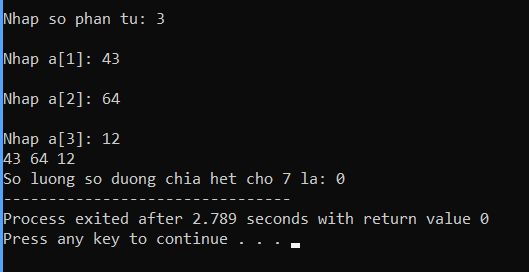 Nhap so phan tu: 3
Nhap a[1]: 43
Nhap a[2]: 64
Nhap a[3]: 12
43 64 12
So luong so duong chia het cho 7 la: 0
--------------------------------
Process exited after 2.789 seconds with return value 0
Press any key to continue . . .